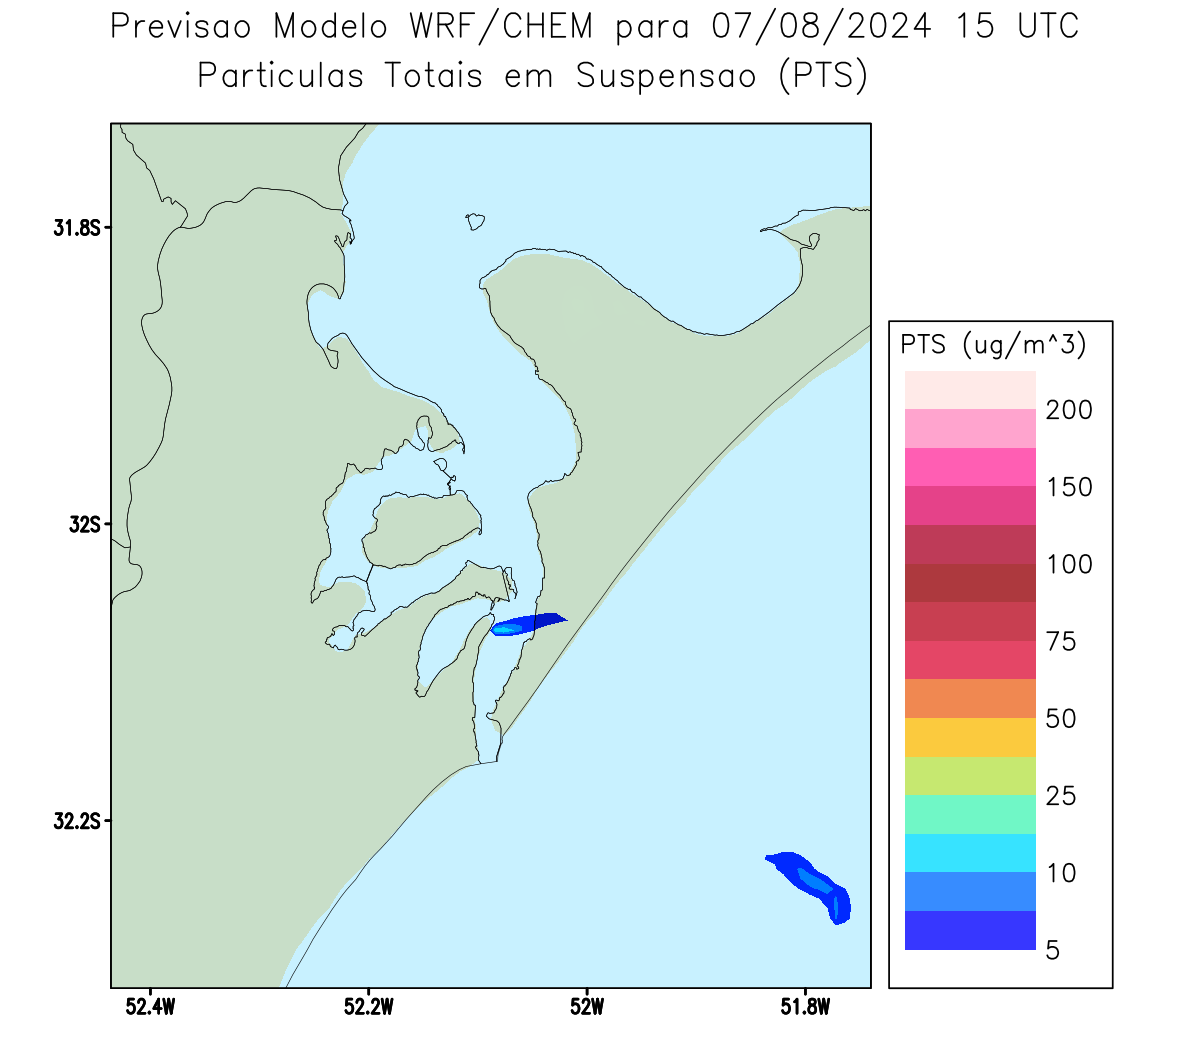 Previsao Modelo WRF/CHEM para 07/08/2024 15 UTC
Particulas Totais em Suspensao (PTS)
31.8S
32S
32.2S
52.4W
52.2W
52W
51.8W
PTS (ug/m^3)
200
150
100
75
50
25
10
5